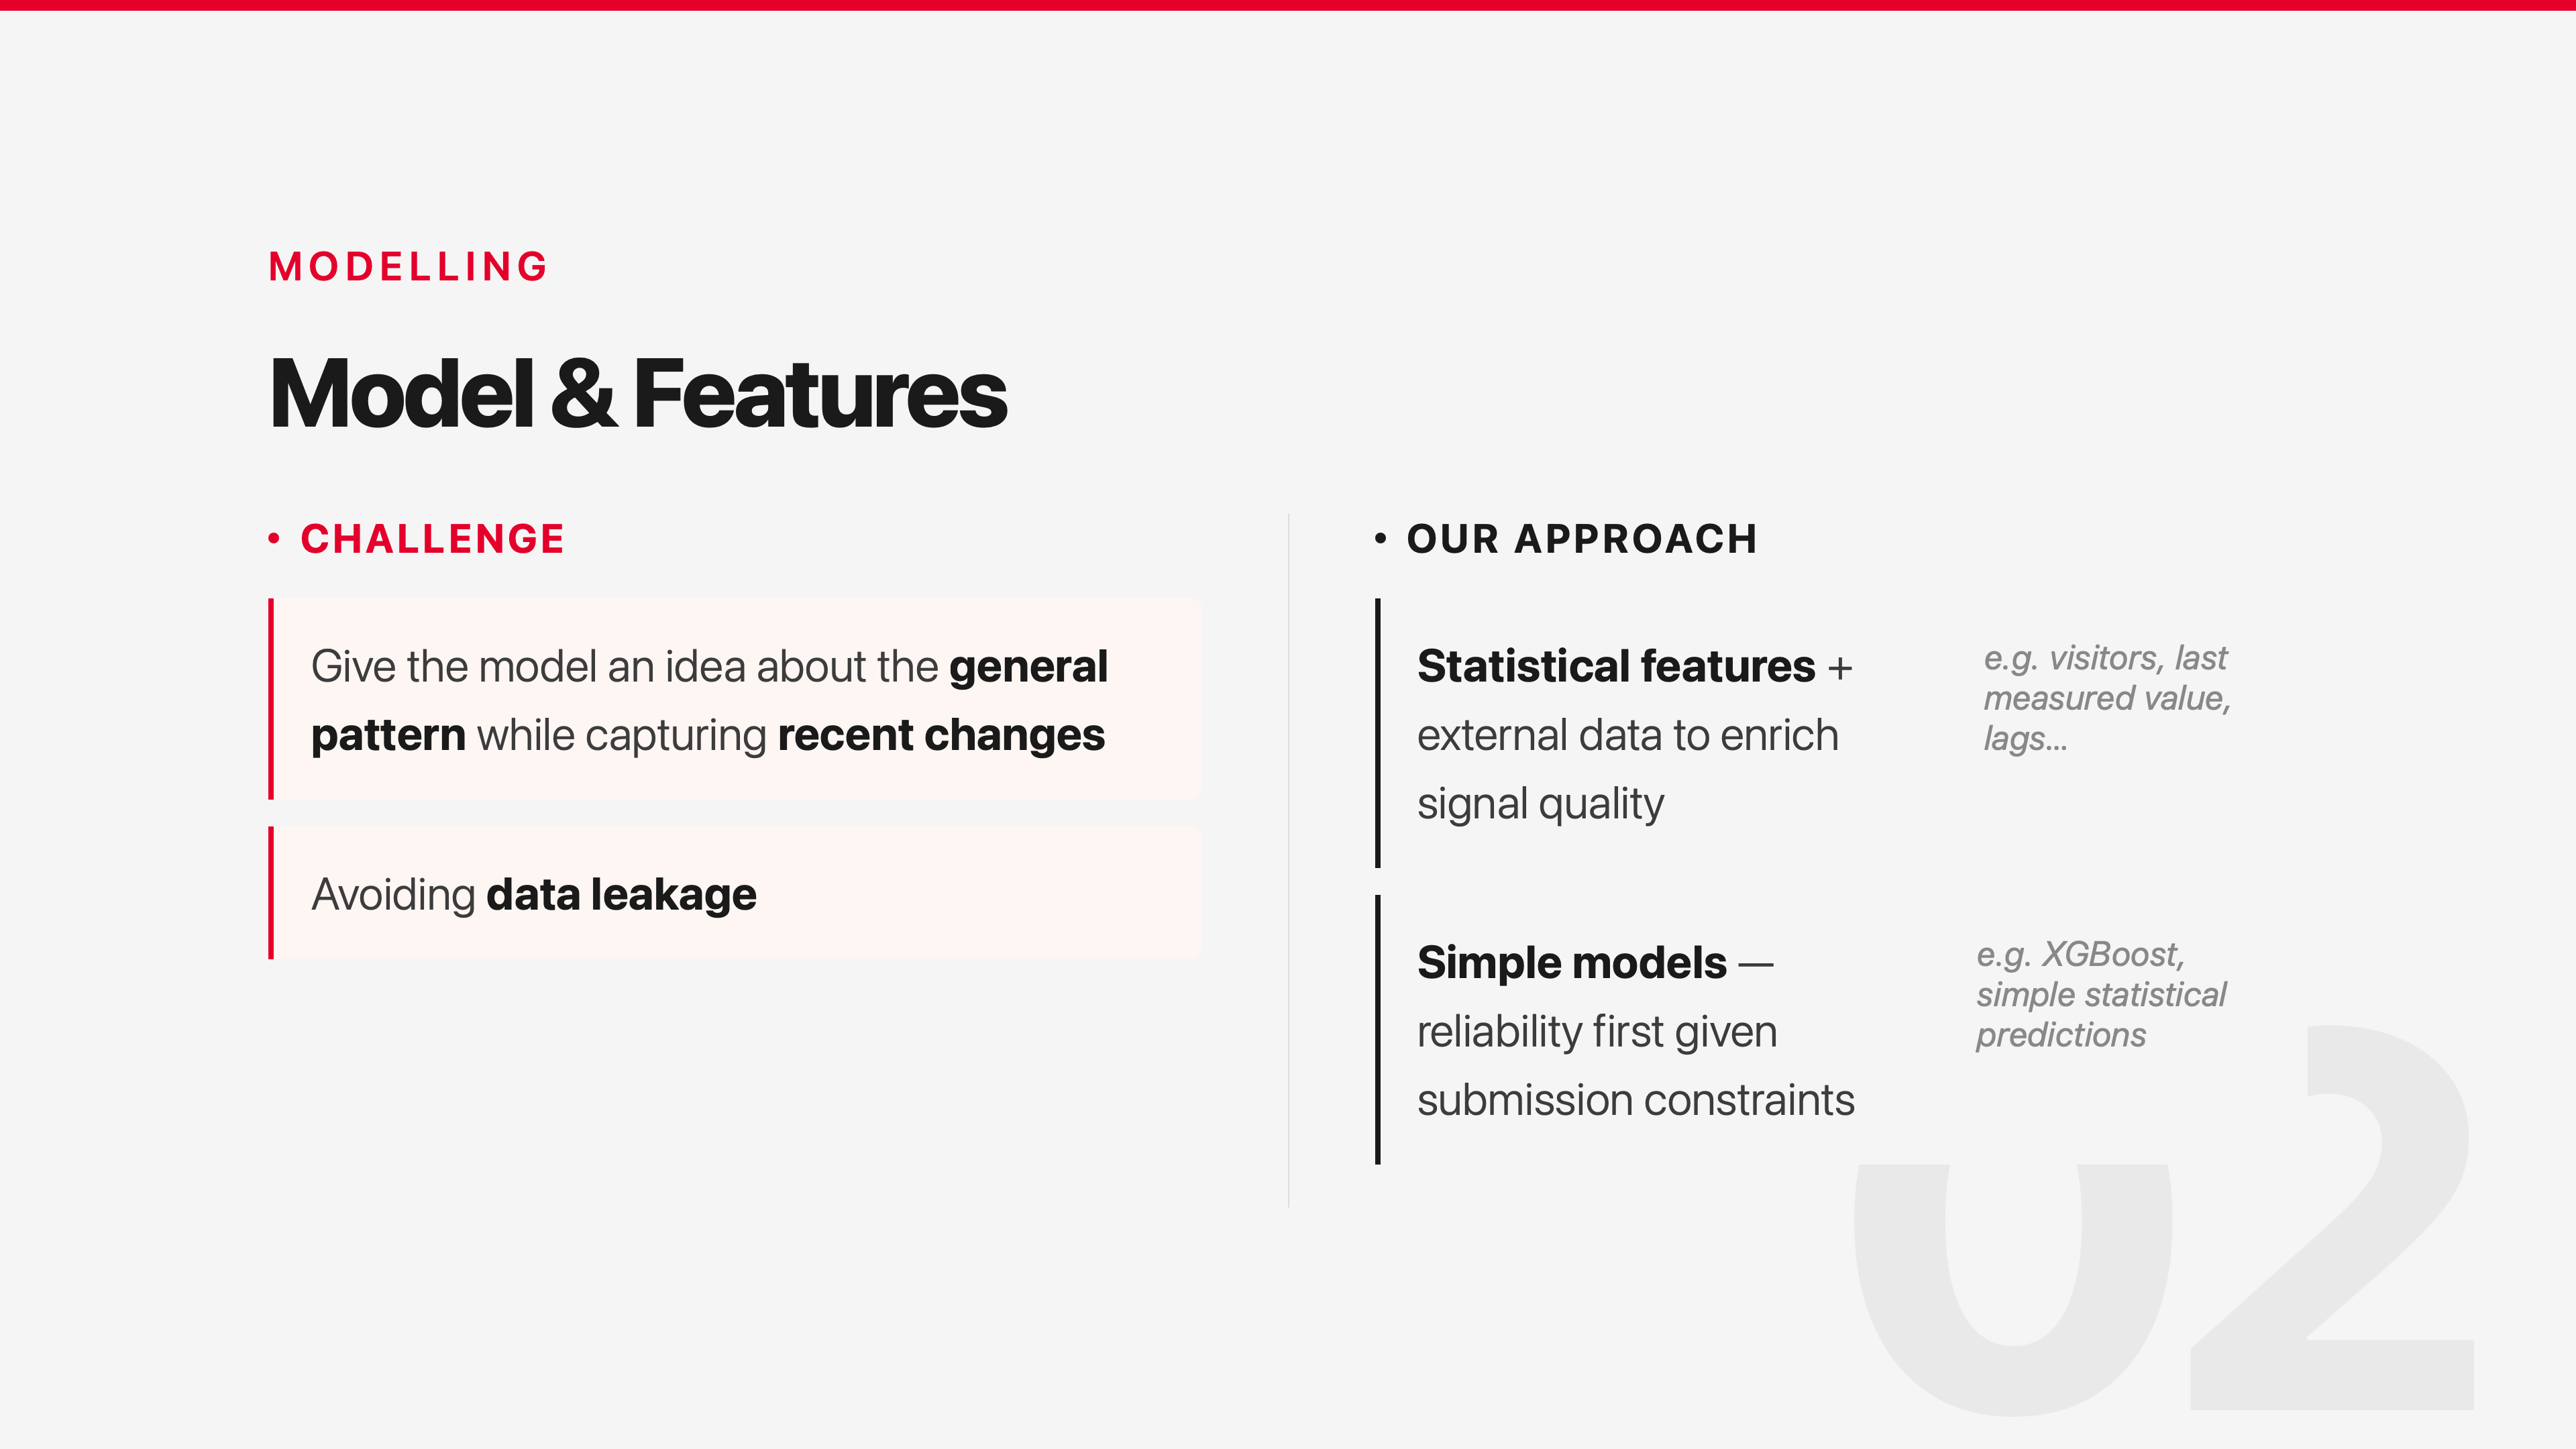 MODELLING
Model & Features
• CHALLENGE
Give the model an idea about the general
pattern while capturing recent changes
Avoiding data leakage
• OUR APPROACH
Statistical features +
external data to enrich
signal quality
e.g. visitors, last
measured value,
lags...
Simple models —
reliability first given
submission constraints
e.g. XGBoost,
simple statistical
predictions
02